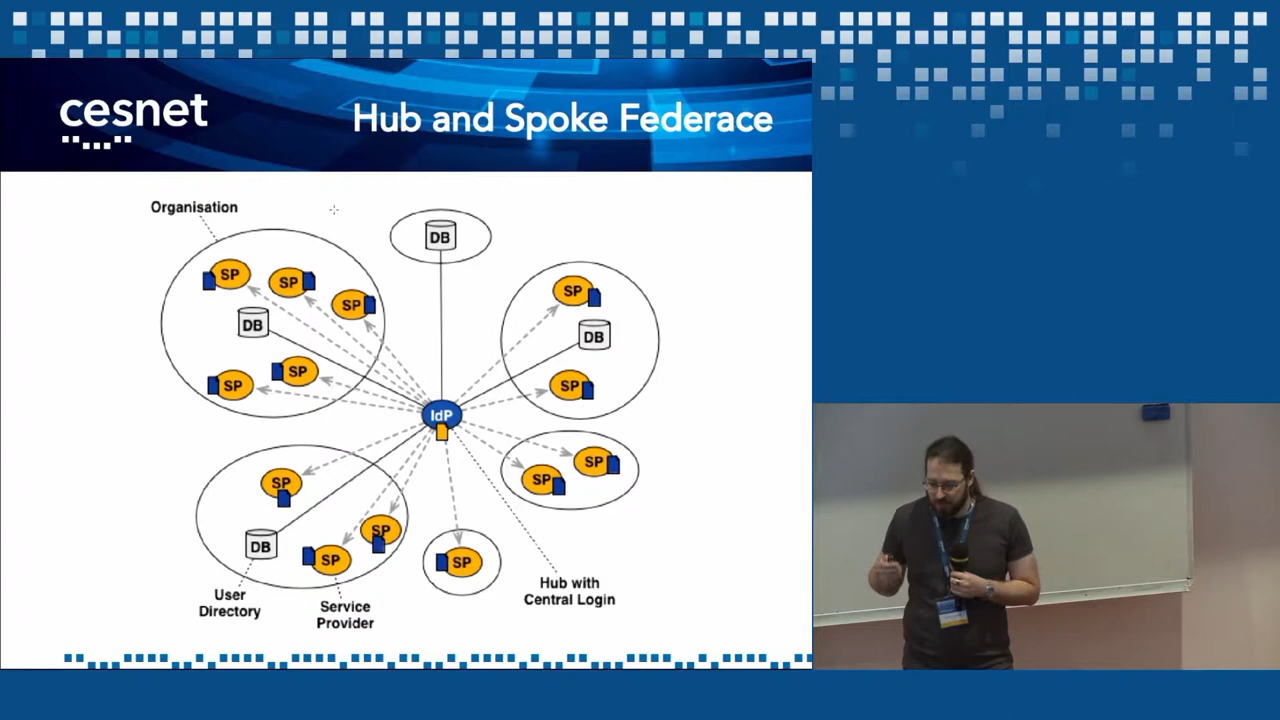 cesnet
Hub and Spoke Federace
Organisation
DB
SP
SP
SP
SP
DB
DB
SP
IdP
SP
SP
SP
SP
SP
SP
DB
SP
SP
SP
User
Directory
Service
Provider
Hub with
Central Login